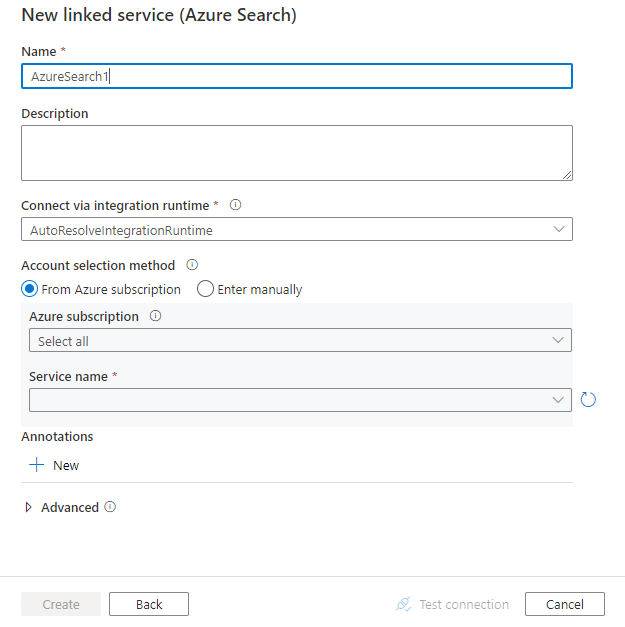 New linked service (Azure Search)
Name *
AzureSearch1
Description
Connect via integration runtime *
AutoResolveIntegrationRuntime
Account selection method
From Azure subscription Enter manually
Azure subscription
Select all
Service name *
Annotations
New
Advanced
Create Back Test connection Cancel